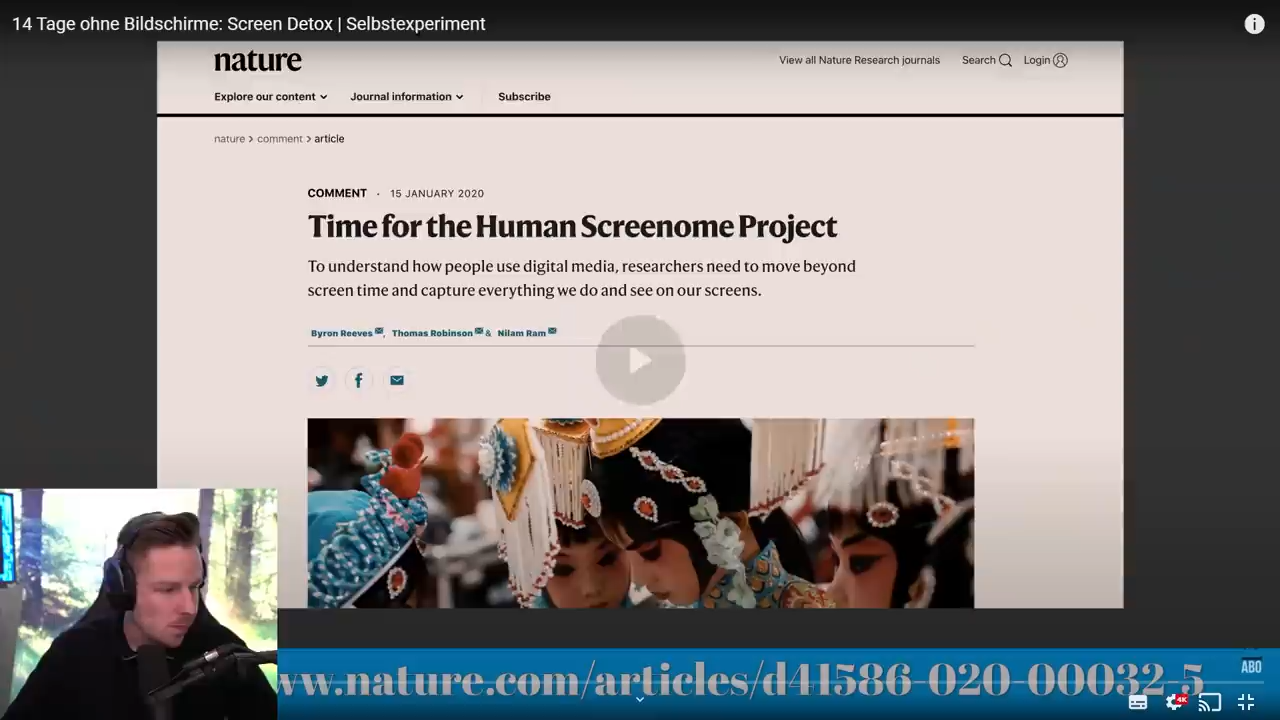 14 Tage ohne Bildschirme: Screen Detox | Selbstexperiment
nature
View all Nature Research journals Search Login
Explore our content Journal information Subscribe
nature > comment > article
COMMENT · 15 JANUARY 2020
Time for the Human Screenome Project
To understand how people use digital media, researchers need to move beyond
screen time and capture everything we do and see on our screens.
Byron Reeves, Thomas Robinson & Nilam Ram
ww.nature.com/articles/d41586-020-00032-5
ABO
4K